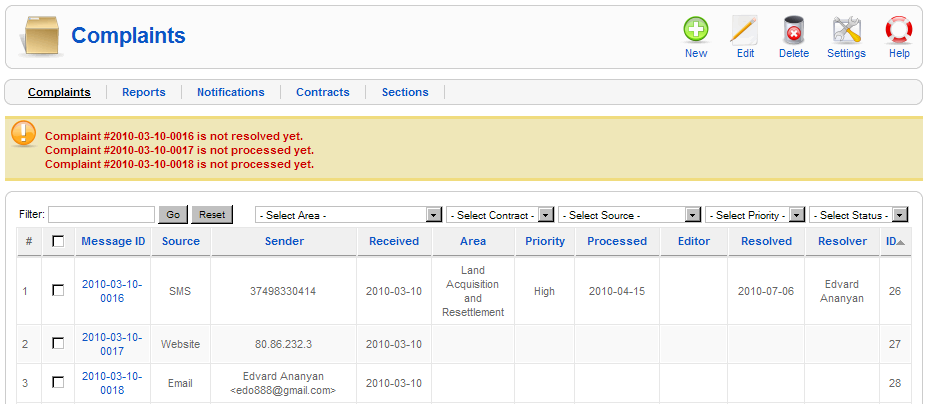 Complaints
New Edit Delete Settings Help
Complaints Reports Notifications Contracts Sections
Complaint #2010-03-10-0016 is not resolved yet.
Complaint #2010-03-10-0017 is not processed yet.
Complaint #2010-03-10-0018 is not processed yet.
Filter: Go Reset - Select Area - - Select Contract - - Select Source - - Select Priority - - Select Status -
# Message ID Source Sender Received Area Priority Processed Editor Resolved Resolver ID
1 2010-03-10-
0016 SMS 37498330414 2010-03-10 Land
Acquisition
and
Resettlement High 2010-04-15 2010-07-06 Edvard
Ananyan 26
2 2010-03-10-
0017 Website 80.86.232.3 2010-03-10 27
3 2010-03-10-
0018 Email Edvard Ananyan
<edo888@gmail.com> 2010-03-10 28